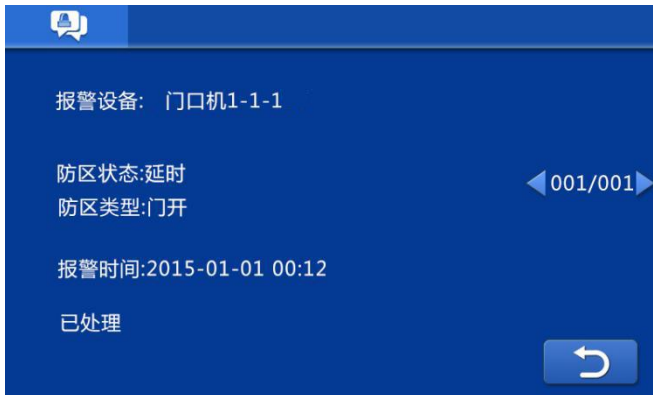 报警设备: 门口机1-1-1
防区状态:延时
001/001
防区类型:门开
报警时间:2015-01-01 00:12
已处理